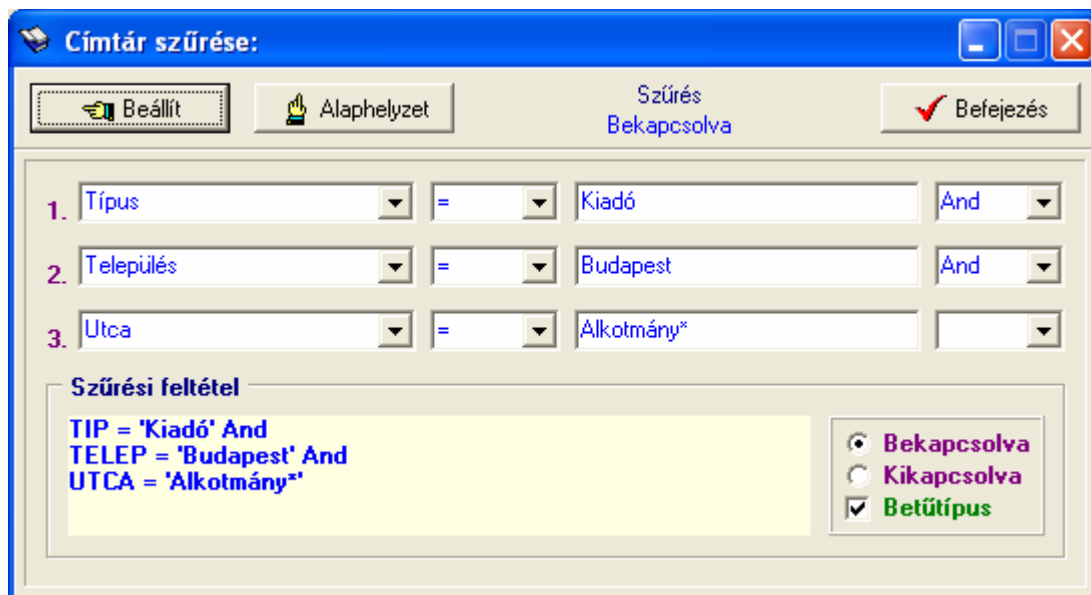 Címtár szűrése:
Beállít
Alaphelyzet
Szűrés
Bekapcsolva
Befejezés
1. Típus = Kiadó And
2. Település = Budapest And
3. Utca = Alkotmány*
Szűrési feltétel
TIP = 'Kiadó' And
TELEP = 'Budapest' And
UTCA = 'Alkotmány*'
Bekapcsolva
Kikapcsolva
Betűtípus